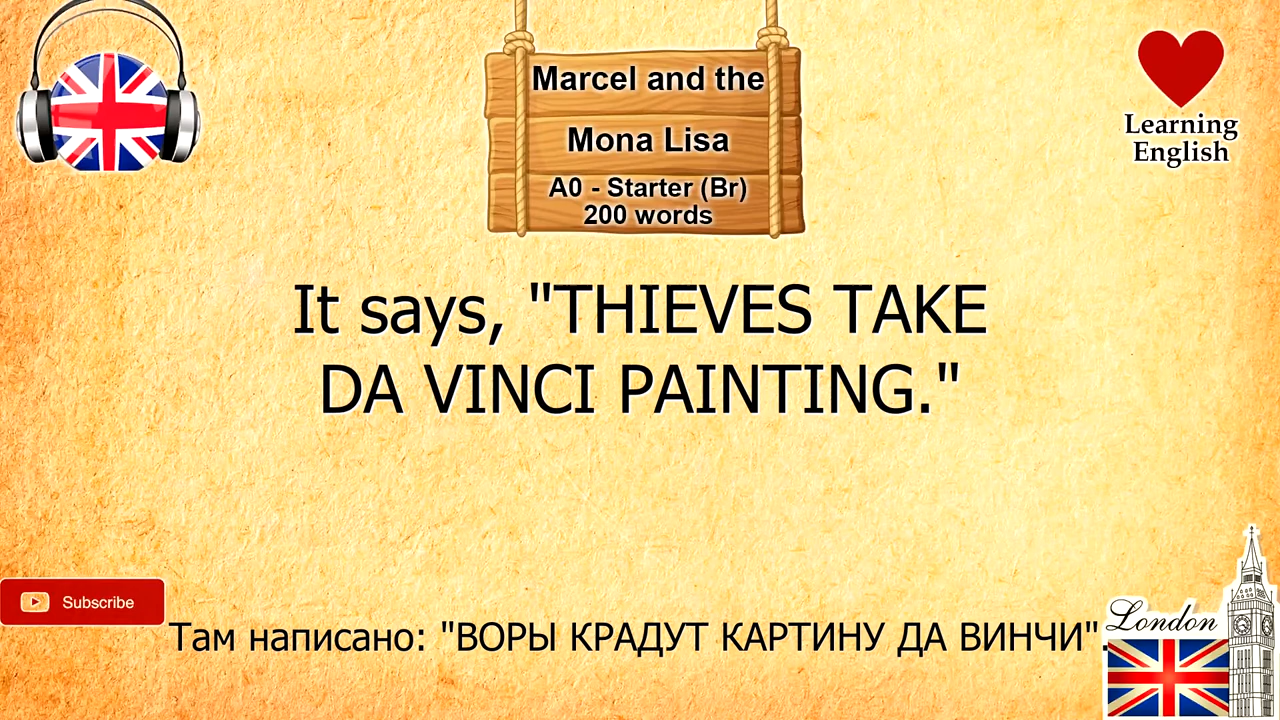 Marcel and the
Mona Lisa
A0 - Starter (Br)
200 words
Learning
English
It says, "THIEVES TAKE
DA VINCI PAINTING."
Subscribe
Там написано: "ВОРЫ КРАДУТ КАРТИНУ ДА ВИНЧИ".
London